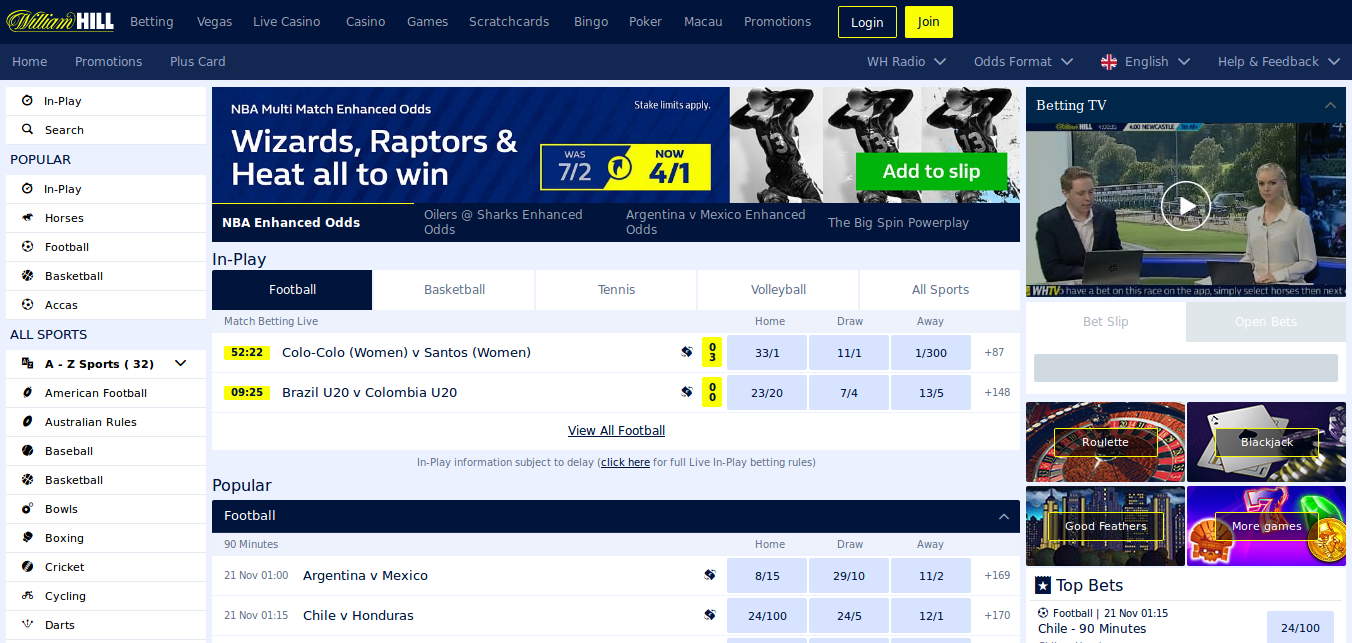 William HILL Betting Vegas Live Casino Casino Games Scratchcards Bingo Poker Macau Promotions Login Join
Home Promotions Plus Card WH Radio Odds Format English Help & Feedback
In-Play
Search
POPULAR
In-Play
Horses
Football
Basketball
Accas
ALL SPORTS
A - Z Sports ( 32)
American Football
Australian Rules
Baseball
Basketball
Bowls
Boxing
Cricket
Cycling
Darts
NBA Multi Match Enhanced Odds
Stake limits apply.
Wizards, Raptors &
Heat all to win
WAS
7/2
NOW
4/1
13 13 13
Add to slip
NBA Enhanced Odds
Oilers @ Sharks Enhanced
Odds
Argentina v Mexico Enhanced
Odds
The Big Spin Powerplay
In-Play
Football Basketball Tennis Volleyball All Sports
Match Betting Live Home Draw Away
52:22 Colo-Colo (Women) v Santos (Women) 0 3 33/1 11/1 1/300 +87
09:25 Brazil U20 v Colombia U20 0 0 23/20 7/4 13/5 +148
View All Football
In-Play information subject to delay (click here for full Live In-Play betting rules)
Popular
Football
90 Minutes Home Draw Away
21 Nov 01:00 Argentina v Mexico 8/15 29/10 11/2 +169
21 Nov 01:15 Chile v Honduras 24/100 24/5 12/1 +170
Betting TV
William HILL 4.00 NEWCASTLE
WHTV o have a bet on this race on the app, simply select horses then next
Bet Slip Open Bets
Roulette
Blackjack
Good Feathers
More games
Top Bets
Football | 21 Nov 01:15
Chile - 90 Minutes
24/100